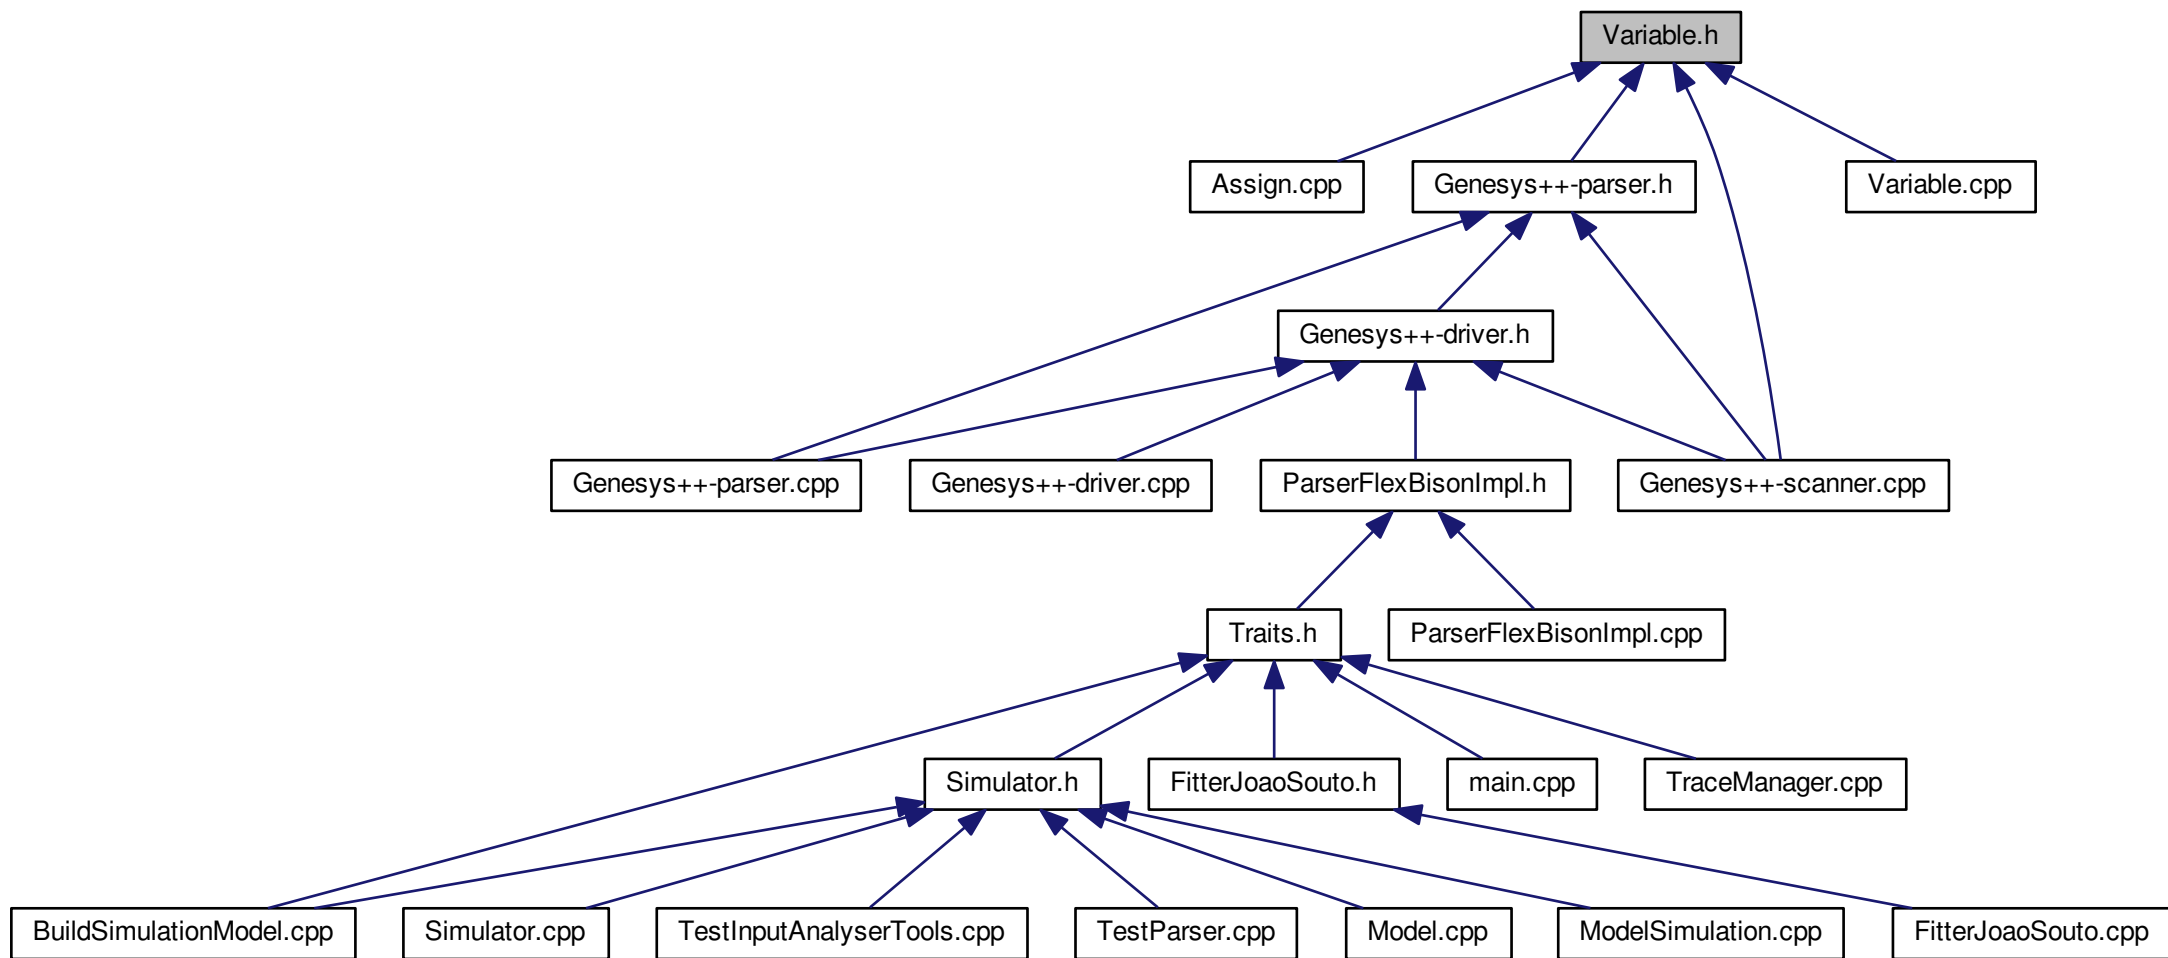 Variable.h
Assign.cpp
Genesys++-parser.h
Variable.cpp
Genesys++-driver.h
Genesys++-parser.cpp
Genesys++-driver.cpp
ParserFlexBisonImpl.h
Genesys++-scanner.cpp
Traits.h
ParserFlexBisonImpl.cpp
Simulator.h
FitterJoaoSouto.h
main.cpp
TraceManager.cpp
BuildSimulationModel.cpp
Simulator.cpp
TestInputAnalyserTools.cpp
TestParser.cpp
Model.cpp
ModelSimulation.cpp
FitterJoaoSouto.cpp